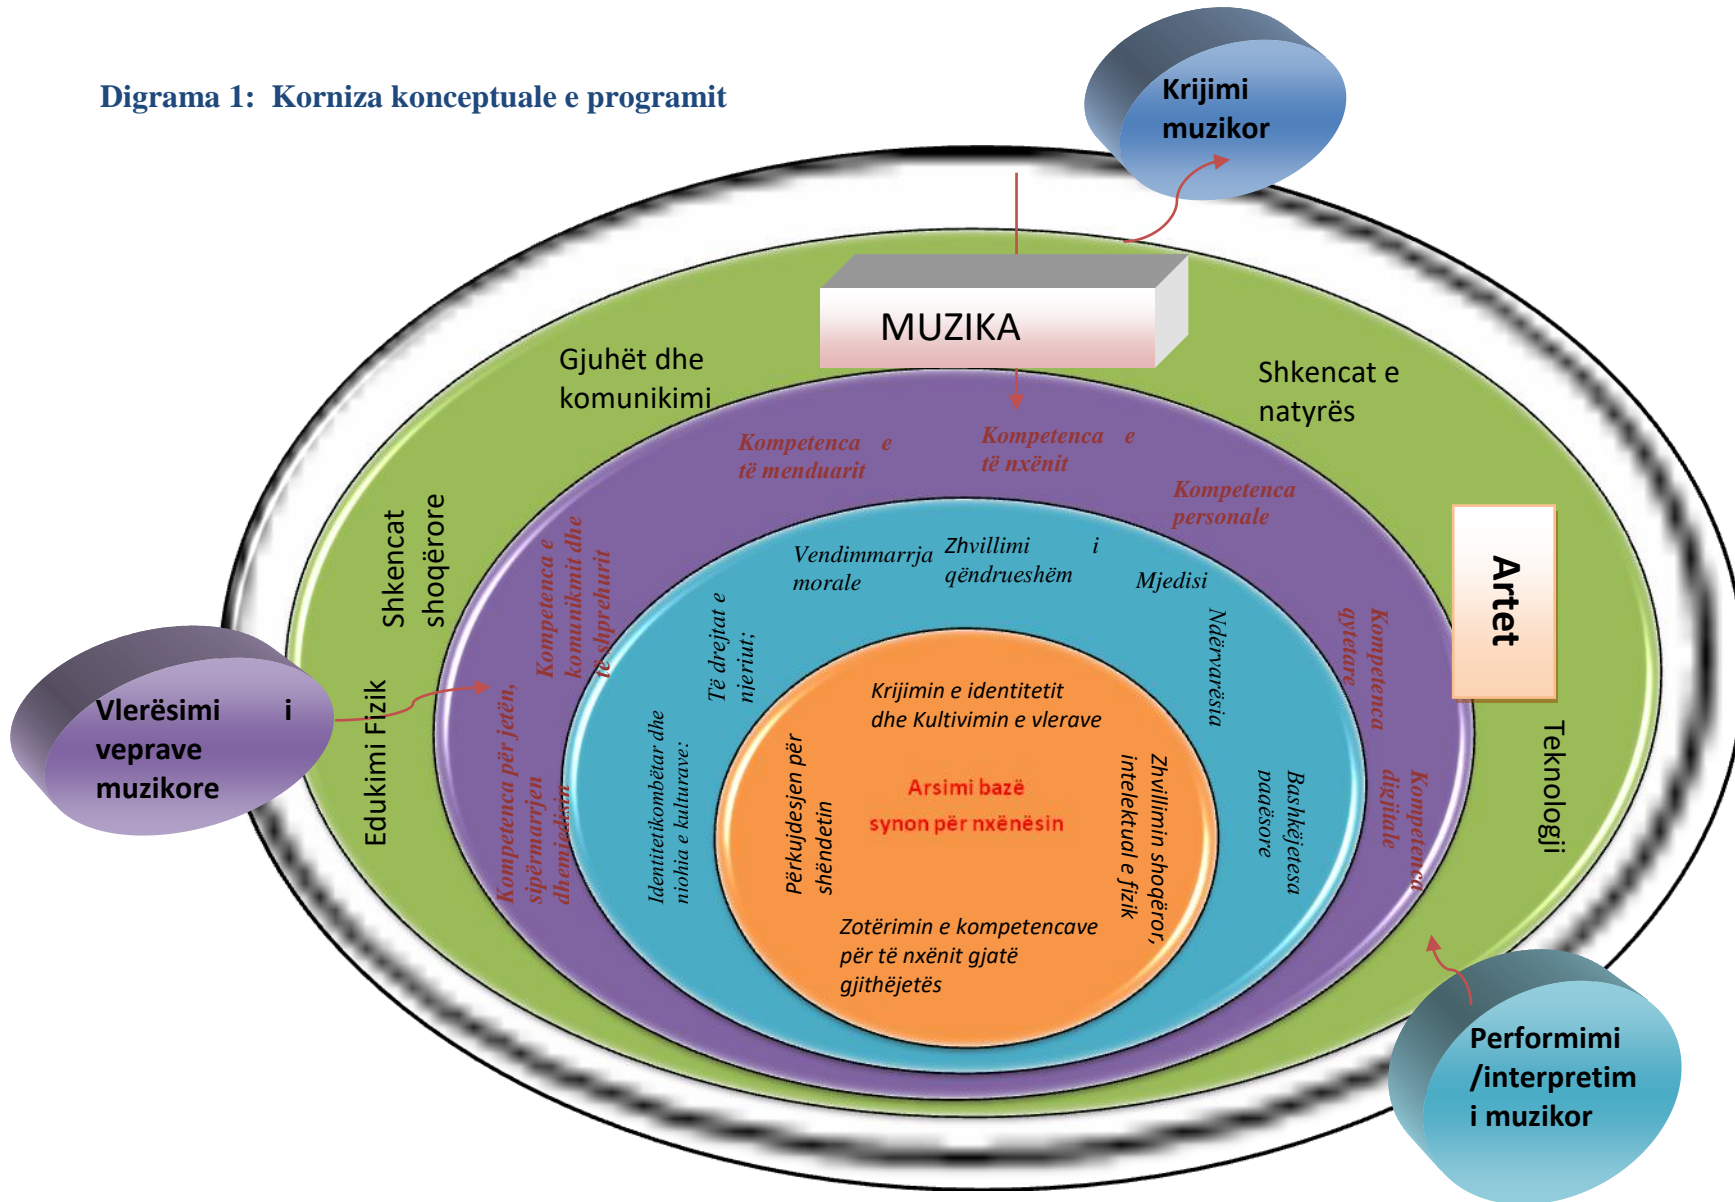 Digrama 1: Korniza konceptuale e programit
Krijimi
muzikor
MUZIKA
Gjuhët dhe
komunikimi
Shkencat e
natyrës
Shkencat
shoqërore
Edukimi Fizik
Artet
Teknologji
Kompetenca e
të menduarit
Kompetenca e
të nxënit
Kompetenca
personale
Kompetenca e
komunikmit dhe
të shprehurit
Kompetenca për jetën,
sipërmarrjen
dhemjedisin
Kompetenca
qytetare
Kompetenca
digjitale
Vendimmarrja
morale
Zhvillimi i
qëndrueshëm
Mjedisi
Të drejtat e
njeriut;
Identitetikombëtar dhe
niohia e kulturave:
Ndërvarësia
Bashkëjetesa
paqësore
Krijimin e identitetit
dhe Kultivimin e vlerave
Përkujdesjen për
shëndetin
Arsimi bazë
synon për nxënësin
Zhvillimin shoqëror,
intelektual e fizik
Zotërimin e kompetencave
për të nxënit gjatë
gjithëjetës
Vlerësimi i
veprave
muzikore
Performimi
/interpretim
i muzikor